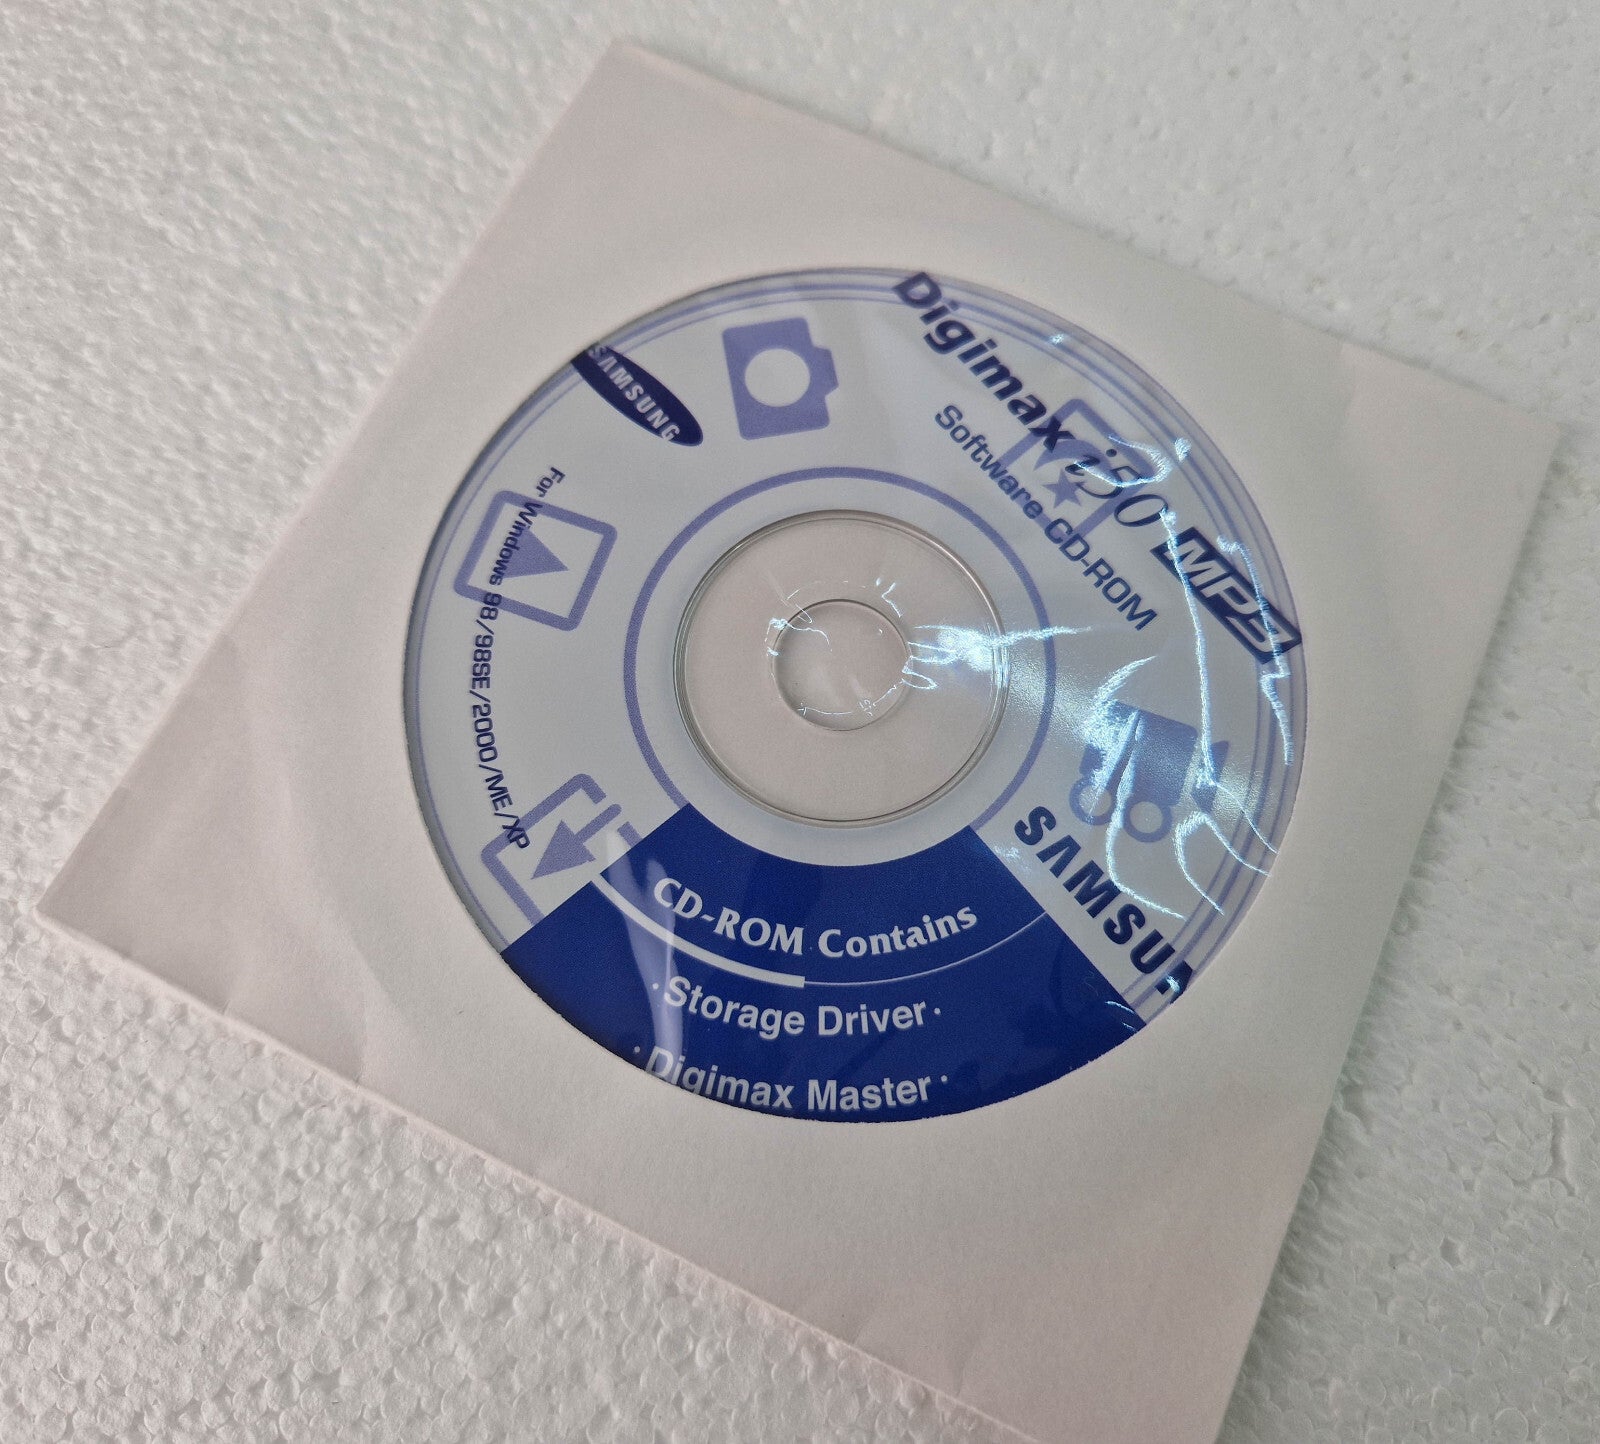 SAMSUNG
Digimax i50 MP3
Software CD-ROM
For Windows 98/98SE/2000/ME/XP
SAMSUN
CD-ROM Contains
·Storage Driver·
·Digimax Master·